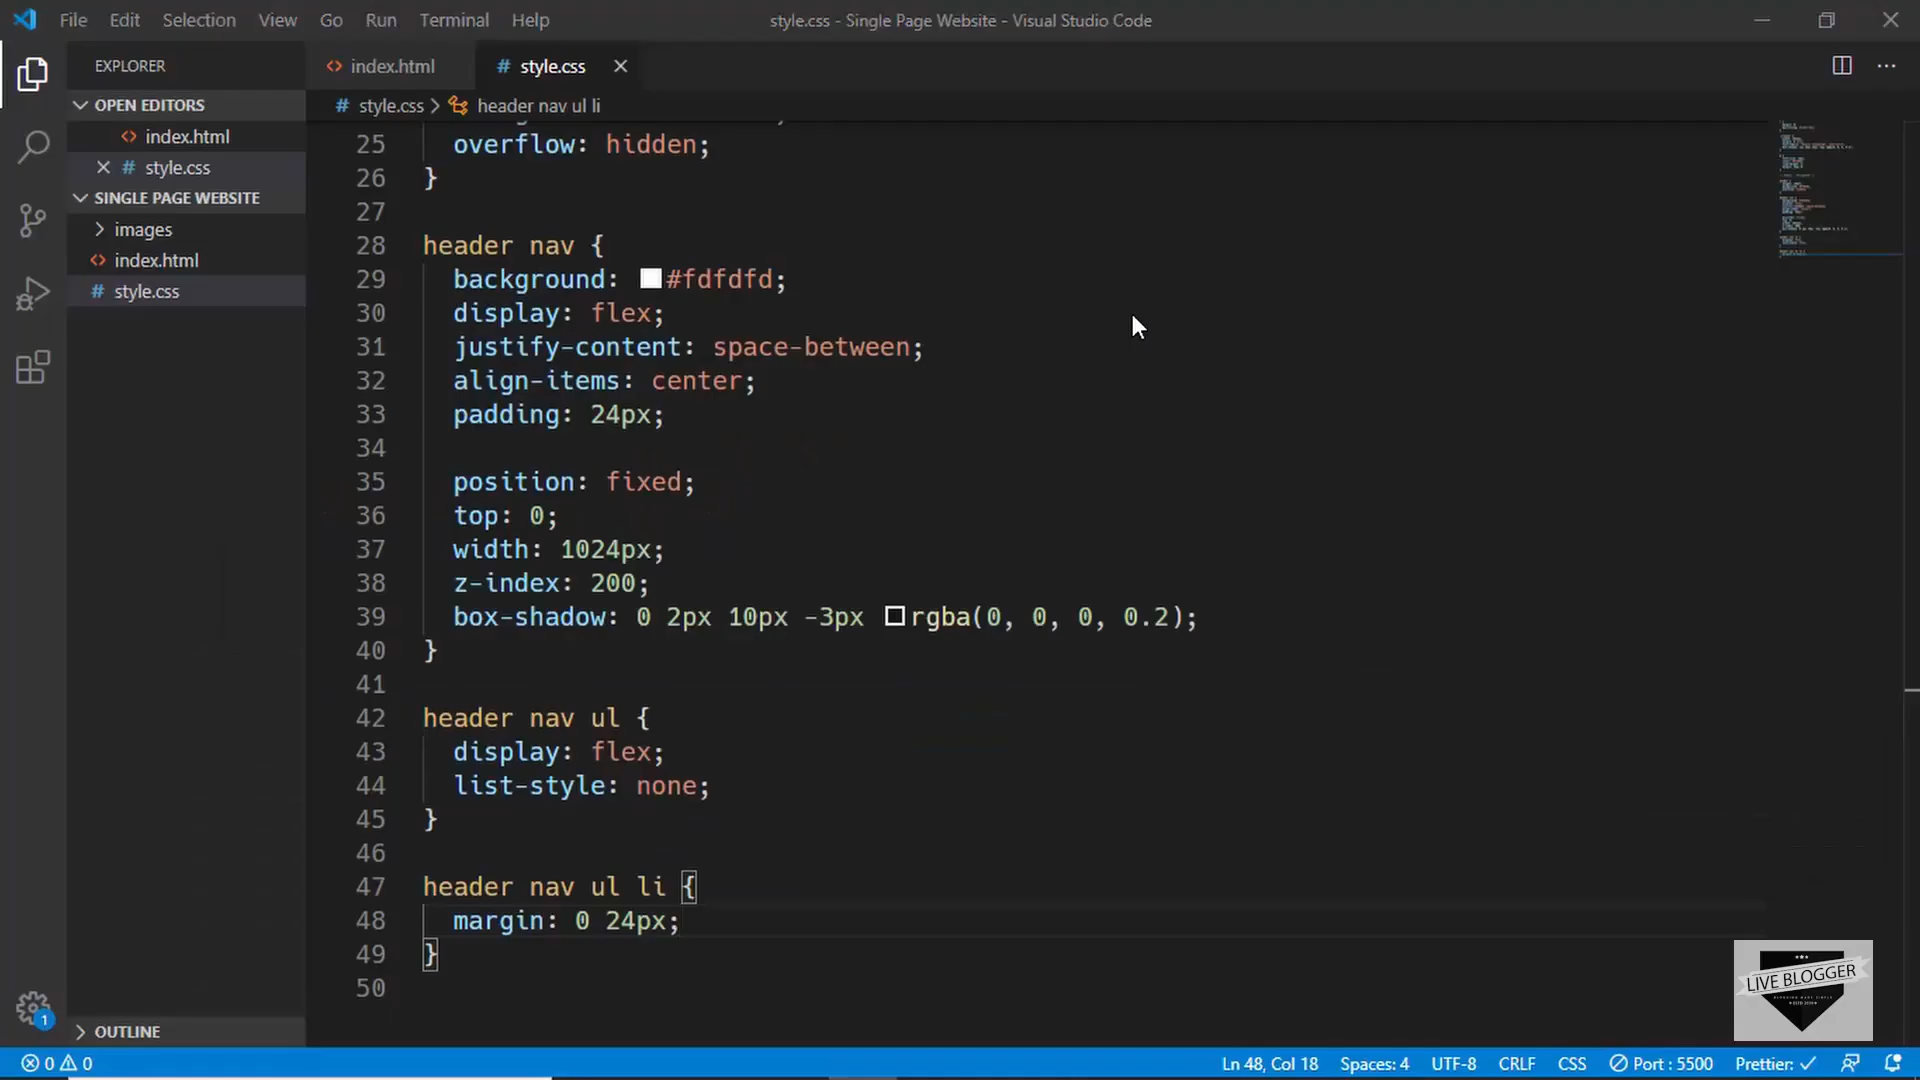 File Edit Selection View Go Run Terminal Help
style.css - Single Page Website - Visual Studio Code
EXPLORER
OPEN EDITORS
index.html
style.css
SINGLE PAGE WEBSITE
images
index.html
style.css
OUTLINE
index.html
style.css
style.css > header nav ul li
25 overflow: hidden;
26 }
27
28 header nav {
29 background: #fdfdfd;
30 display: flex;
31 justify-content: space-between;
32 align-items: center;
33 padding: 24px;
34
35 position: fixed;
36 top: 0;
37 width: 1024px;
38 z-index: 200;
39 box-shadow: 0 2px 10px -3px rgba(0, 0, 0, 0.2);
40 }
41
42 header nav ul {
43 display: flex;
44 list-style: none;
45 }
46
47 header nav ul li {
48 margin: 0 24px;
49 }
50
LIVE BLOGGER
1
0 0
Ln 48, Col 18 Spaces: 4 UTF-8 CRLF CSS Port : 5500 Prettier: ✓